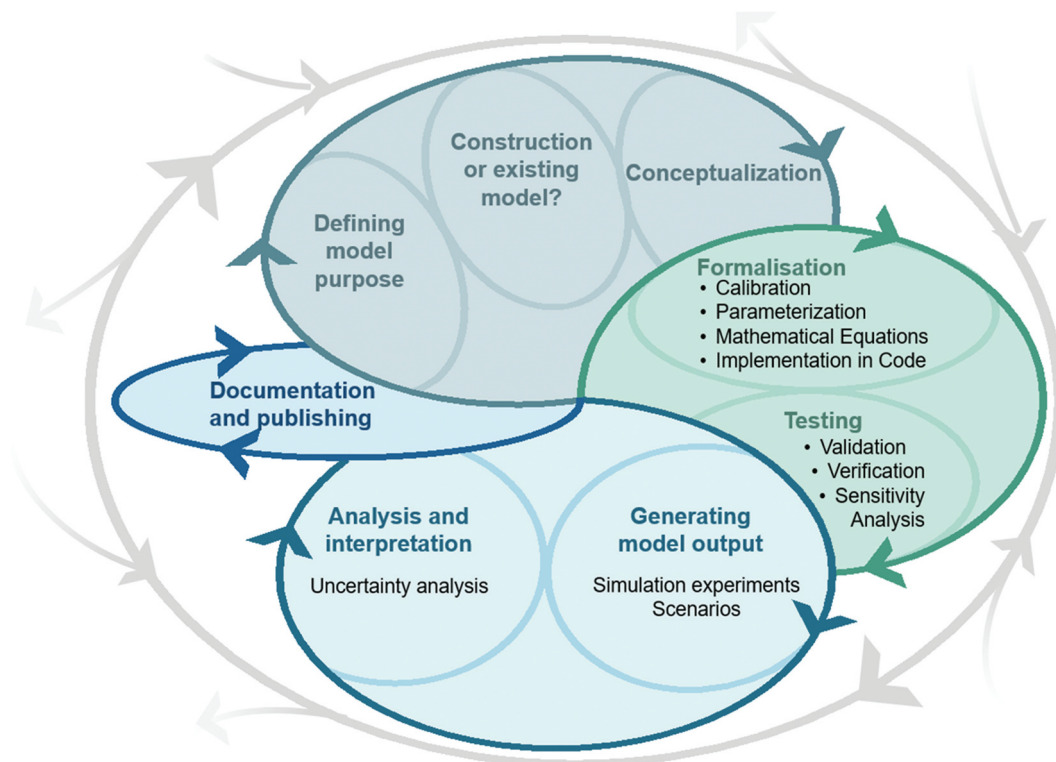 Construction
or existing
model?
Conceptualization
Defining
model
purpose
Formalisation
• Calibration
• Parameterization
• Mathematical Equations
• Implementation in Code
Documentation
and publishing
Testing
• Validation
• Verification
• Sensitivity
Analysis
Analysis and
interpretation
Uncertainty analysis
Generating
model output
Simulation experiments
Scenarios